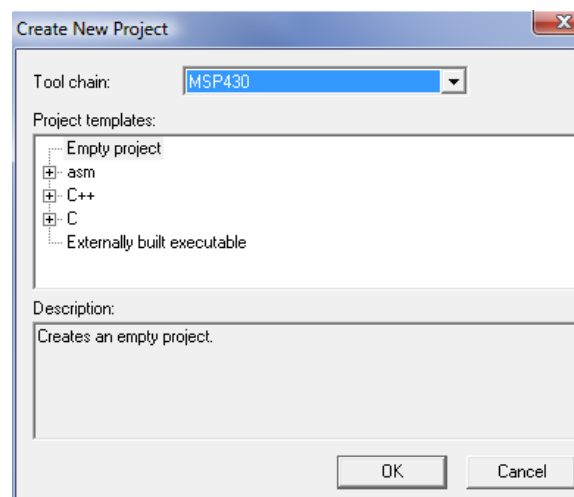 Create New Project
Tool chain: MSP430
Project templates:
Empty project
asm
C++
C
Externally built executable
Description:
Creates an empty project.
OK Cancel